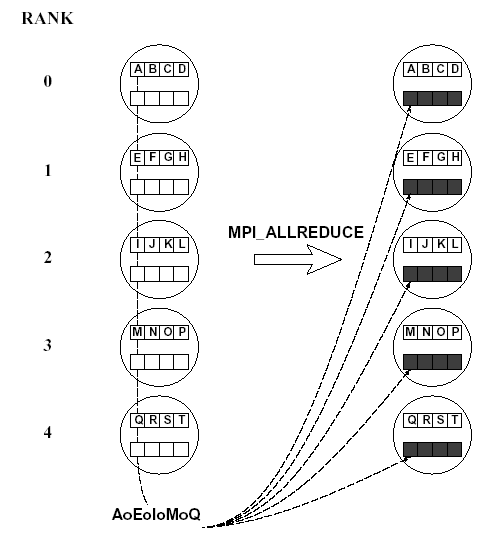 RANK
0 A B C D A B C D
1 E F G H E F G H
MPI_ALLREDUCE
2 I J K L I J K L
3 M N O P M N O P
4 Q R S T Q R S T
AoEoIoMoQ